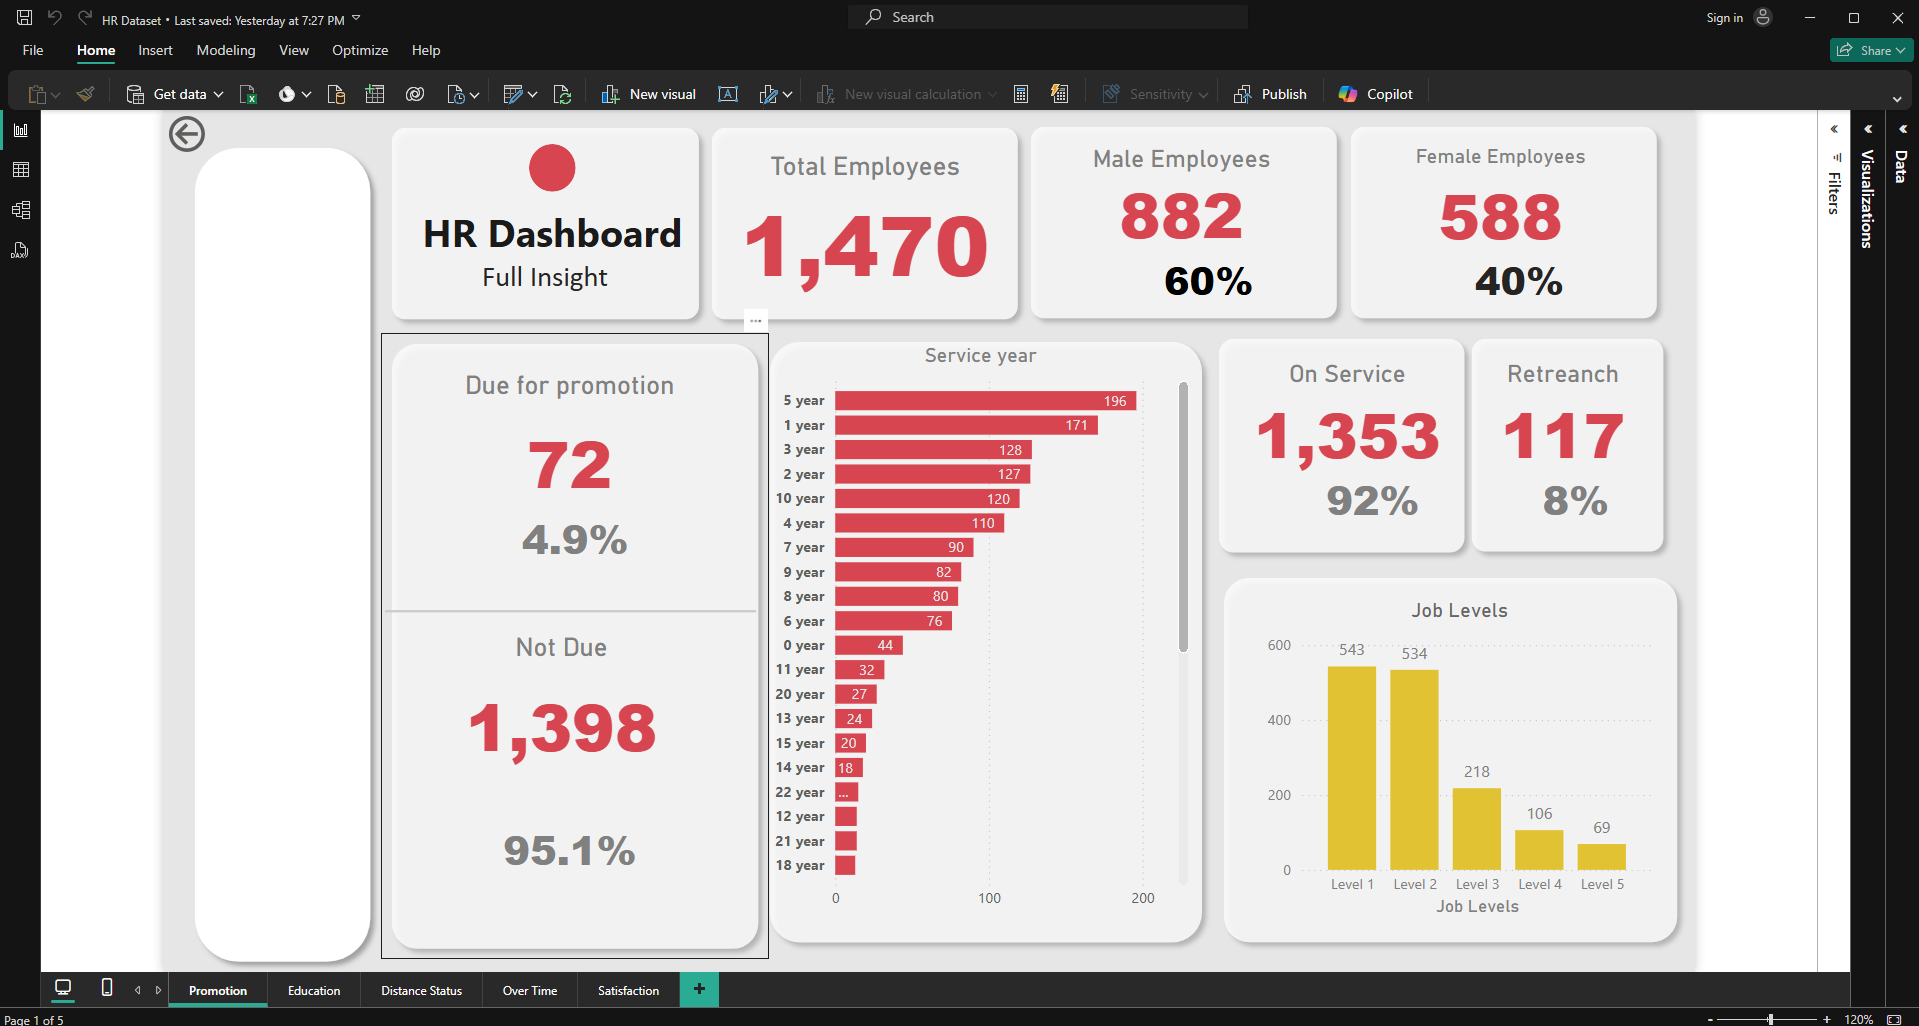 HR Dataset • Last saved: Yesterday at 7:27 PM
Search
Sign in
File Home Insert Modeling View Optimize Help
Share
Get data
New visual
New visual calculation
Sensitivity
Publish
Copilot
HR Dashboard
Full Insight
Total Employees
1,470
Male Employees
882
60%
Female Employees
588
40%
Filters
Visualizations
Data
Due for promotion
72
4.9%
Not Due
1,398
95.1%
Service year
5 year 196
1 year 171
3 year 128
2 year 127
10 year 120
4 year 110
7 year 90
9 year 82
8 year 80
6 year 76
0 year 44
11 year 32
20 year 27
13 year 24
15 year 20
14 year 18
22 year ...
12 year
21 year
18 year
0 100 200
On Service
1,353
92%
Retreanch
117
8%
Job Levels
600
400
200
0
543 534 218 106 69
Level 1 Level 2 Level 3 Level 4 Level 5
Job Levels
Promotion Education Distance Status Over Time Satisfaction +
Page 1 of 5
- + 120%